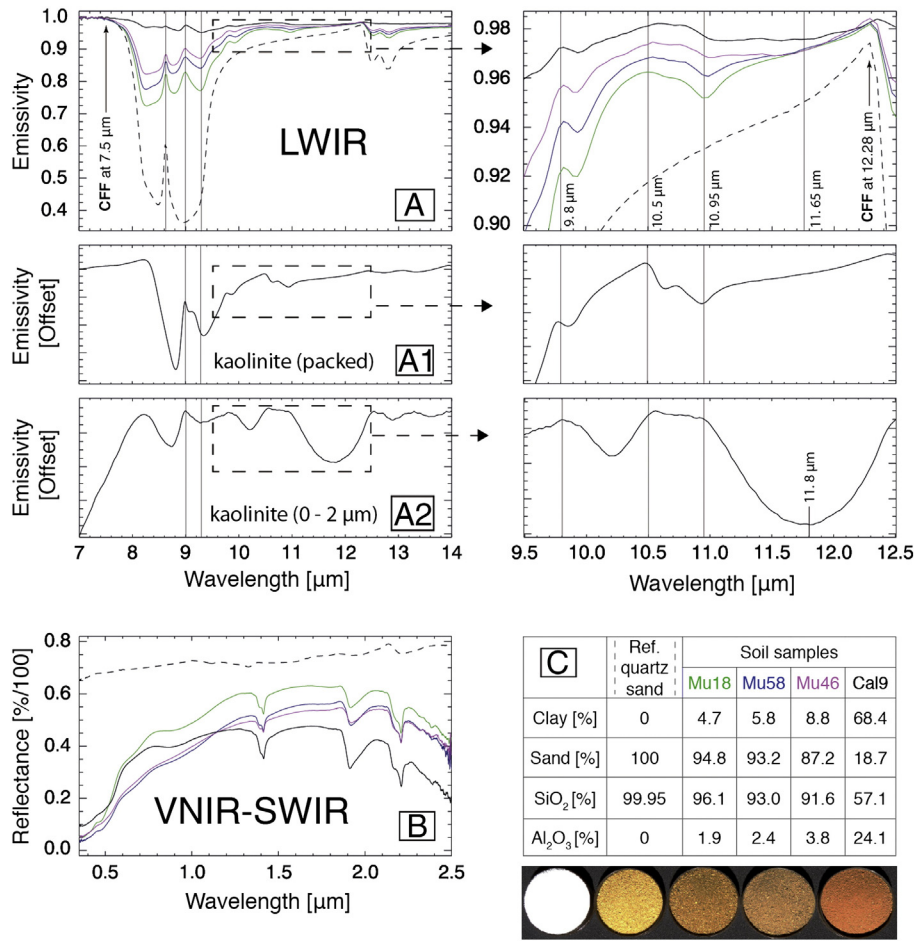 1.0
0.9
0.8
0.7
0.6
0.5
0.4
Emissivity
CFF at 7.5 µm
LWIR
A
0.98
0.96
0.94
0.92
0.90
Emissivity
9.8 µm
10.5 µm
10.95 µm
11.65 µm
CFF at 12.28 µm
Emissivity
[Offset]
kaolinite (packed)
A1
Emissivity
[Offset]
kaolinite (0 - 2 µm)
A2
11.8 µm
7 8 9 10 11 12 13 14
Wavelength [µm]
9.5 10.0 10.5 11.0 11.5 12.0 12.5
Wavelength [µm]
0.8
0.6
0.4
0.2
0.0
Reflectance [%/100]
VNIR-SWIR
B
0.5 1.0 1.5 2.0 2.5
Wavelength [µm]
C
Ref. quartz sand
Soil samples
Mu18 Mu58 Mu46 Cal9
Clay [%] 0 4.7 5.8 8.8 68.4
Sand [%] 100 94.8 93.2 87.2 18.7
SiO₂[%] 99.95 96.1 93.0 91.6 57.1
Al₂O₃[%] 0 1.9 2.4 3.8 24.1